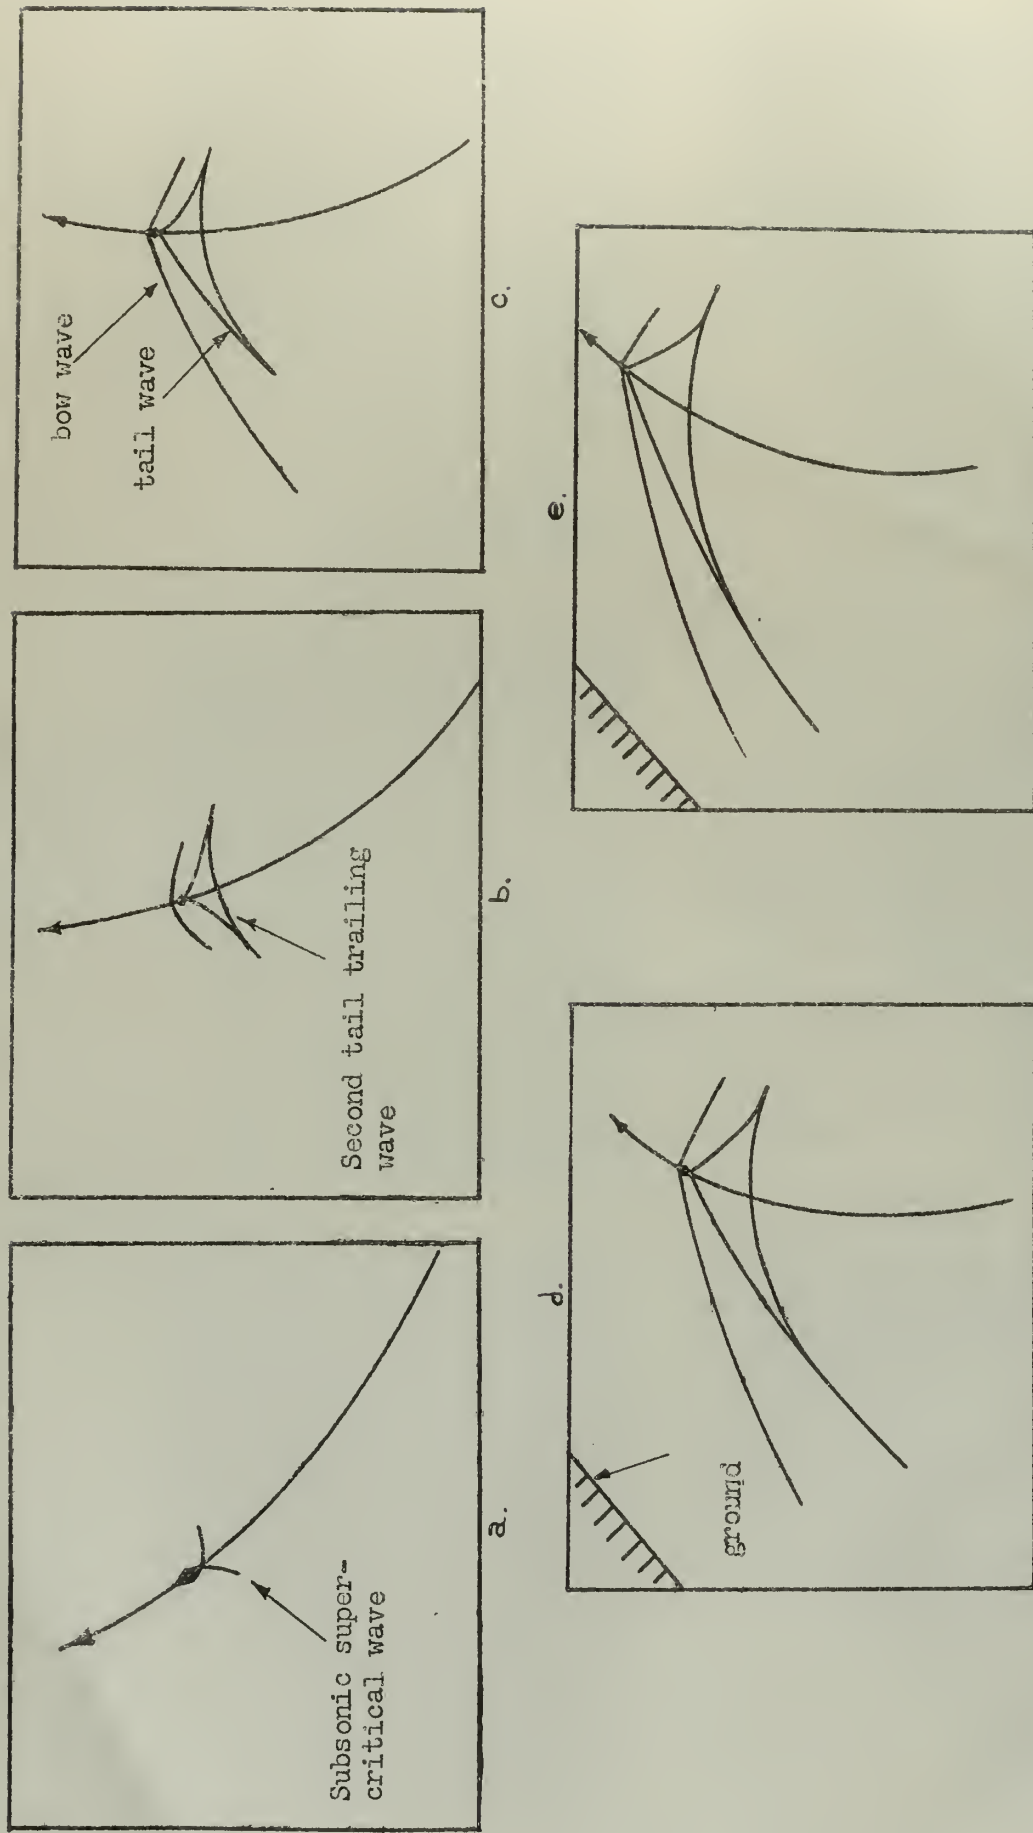 Subsonic super-
critical wave
a.
Second tail trailing
wave
b.
bow wave
tail wave
c.
ground
d.
e.